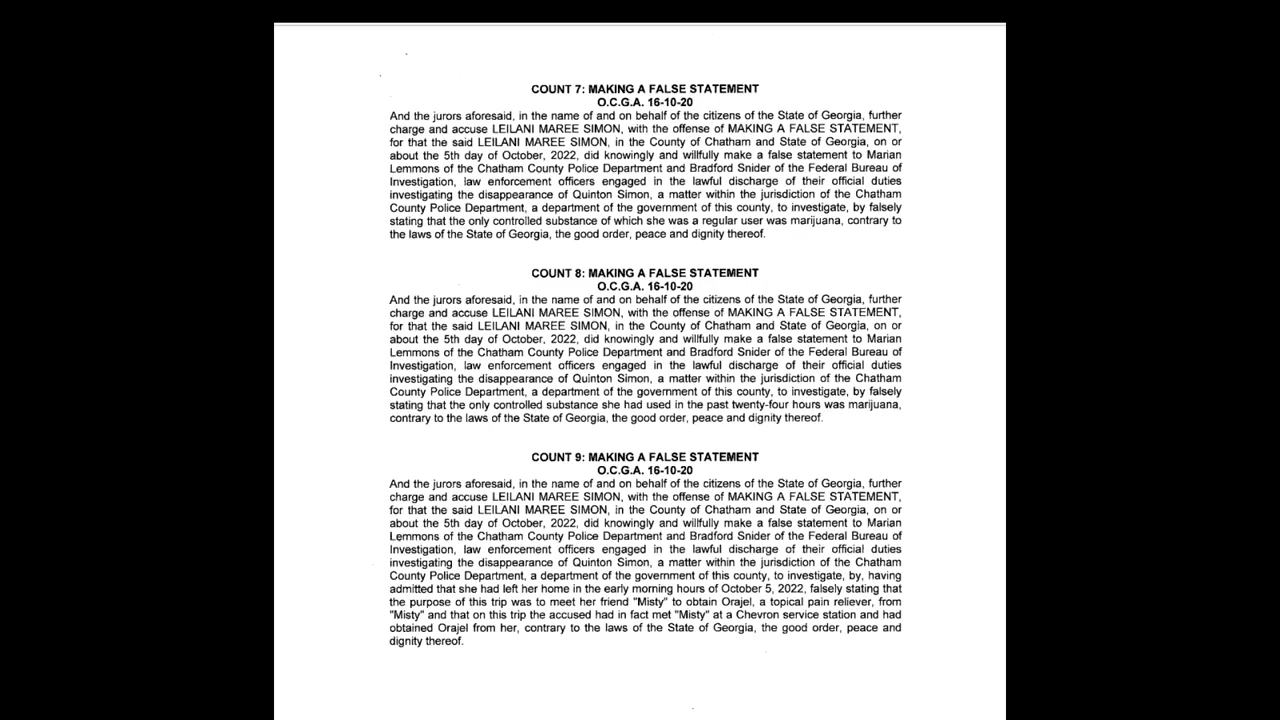 COUNT 7: MAKING A FALSE STATEMENT
O.C.G.A. 16-10-20
And the jurors aforesaid, in the name of and on behalf of the citizens of the State of Georgia, further
charge and accuse LEILANI MAREE SIMON, with the offense of MAKING A FALSE STATEMENT,
for that the said LEILANI MAREE SIMON, in the County of Chatham and State of Georgia, on or
about the 5th day of October, 2022, did knowingly and willfully make a false statement to Marian
Lemmons of the Chatham County Police Department and Bradford Snider of the Federal Bureau of
Investigation, law enforcement officers engaged in the lawful discharge of their official duties
investigating the disappearance of Quinton Simon, a matter within the jurisdiction of the Chatham
County Police Department, a department of the government of this county, to investigate, by falsely
stating that the only controlled substance of which she was a regular user was marijuana, contrary to
the laws of the State of Georgia, the good order, peace and dignity thereof.
COUNT 8: MAKING A FALSE STATEMENT
O.C.G.A. 16-10-20
And the jurors aforesaid, in the name of and on behalf of the citizens of the State of Georgia, further
charge and accuse LEILANI MAREE SIMON, with the offense of MAKING A FALSE STATEMENT,
for that the said LEILANI MAREE SIMON, in the County of Chatham and State of Georgia, on or
about the 5th day of October, 2022, did knowingly and willfully make a false statement to Marian
Lemmons of the Chatham County Police Department and Bradford Snider of the Federal Bureau of
Investigation, law enforcement officers engaged in the lawful discharge of their official duties
investigating the disappearance of Quinton Simon, a matter within the jurisdiction of the Chatham
County Police Department, a department of the government of this county, to investigate, by falsely
stating that the only controlled substance she had used in the past twenty-four hours was marijuana,
contrary to the laws of the State of Georgia, the good order, peace and dignity thereof.
COUNT 9: MAKING A FALSE STATEMENT
O.C.G.A. 16-10-20
And the jurors aforesaid, in the name of and on behalf of the citizens of the State of Georgia, further
charge and accuse LEILANI MAREE SIMON, with the offense of MAKING A FALSE STATEMENT,
for that the said LEILANI MAREE SIMON, in the County of Chatham and State of Georgia, on or
about the 5th day of October, 2022, did knowingly and willfully make a false statement to Marian
Lemmons of the Chatham County Police Department and Bradford Snider of the Federal Bureau of
Investigation, law enforcement officers engaged in the lawful discharge of their official duties
investigating the disappearance of Quinton Simon, a matter within the jurisdiction of the Chatham
County Police Department, a department of the government of this county, to investigate, by, having
admitted that she had left her home in the early morning hours of October 5, 2022, falsely stating that
the purpose of this trip was to meet her friend "Misty" to obtain Orajel, a topical pain reliever, from
"Misty" and that on this trip the accused had in fact met "Misty" at a Chevron service station and had
obtained Orajel from her, contrary to the laws of the State of Georgia, the good order, peace and
dignity thereof.